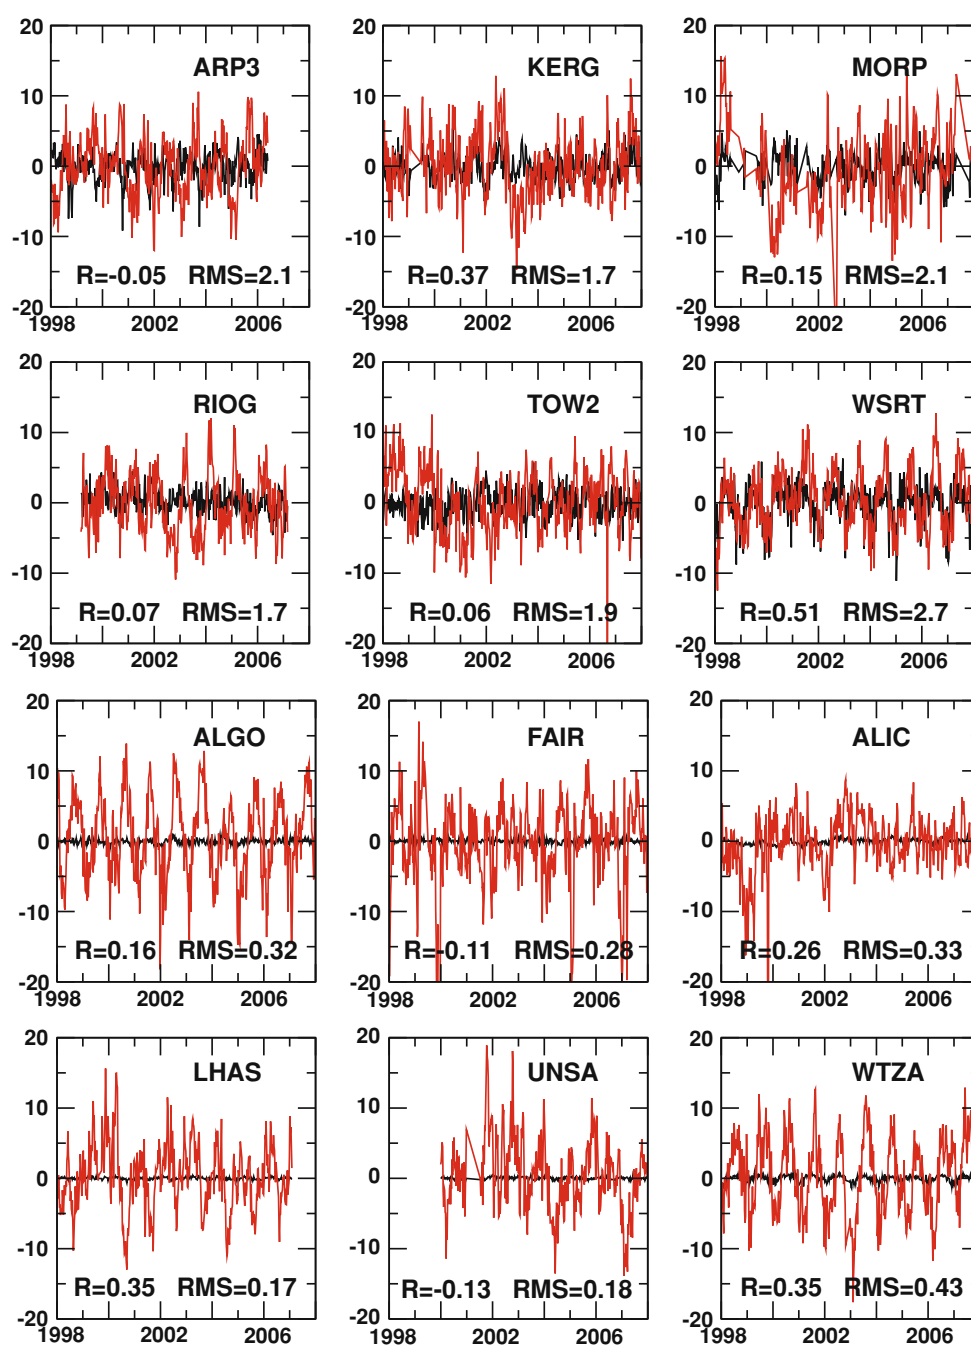 20 20 20
ARP3 KERG MORP
10 10 10
0 0 0
-10 -10 -10
R=-0.05 RMS=2.1 R=0.37 RMS=1.7 R=0.15 RMS=2.1
-20 -20 -20
1998 2002 2006 1998 2002 2006 1998 2002 2006
20 20 20
RIOG TOW2 WSRT
10 10 10
0 0 0
-10 -10 -10
R=0.07 RMS=1.7 R=0.06 RMS=1.9 R=0.51 RMS=2.7
-20 -20 -20
1998 2002 2006 1998 2002 2006 1998 2002 2006
20 20 20
ALGO FAIR ALIC
10 10 10
0 0 0
-10 -10 -10
R=0.16 RMS=0.32 R=-0.11 RMS=0.28 R=0.26 RMS=0.33
-20 -20 -20
1998 2002 2006 1998 2002 2006 1998 2002 2006
20 20 20
LHAS UNSA WTZA
10 10 10
0 0 0
-10 -10 -10
R=0.35 RMS=0.17 R=-0.13 RMS=0.18 R=0.35 RMS=0.43
-20 -20 -20
1998 2002 2006 1998 2002 2006 1998 2002 2006